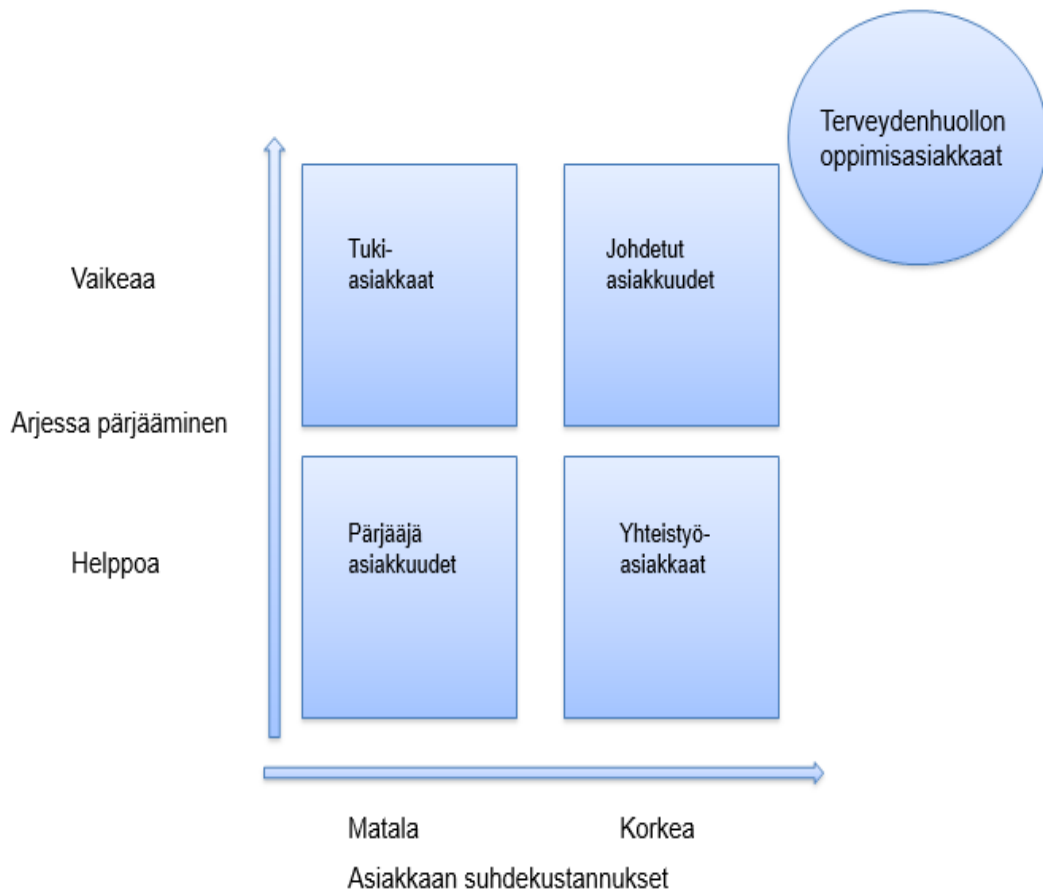 Terveydenhuollon
oppimisasiakkaat
Tuki-
asiakkaat
Johdetut
asiakkuudet
Vaikeaa
Arjessa pärjääminen
Pärjääjä
asiakkuudet
Yhteistyö-
asiakkaat
Helppoa
Matala
Korkea
Asiakkaan suhdekustannukset